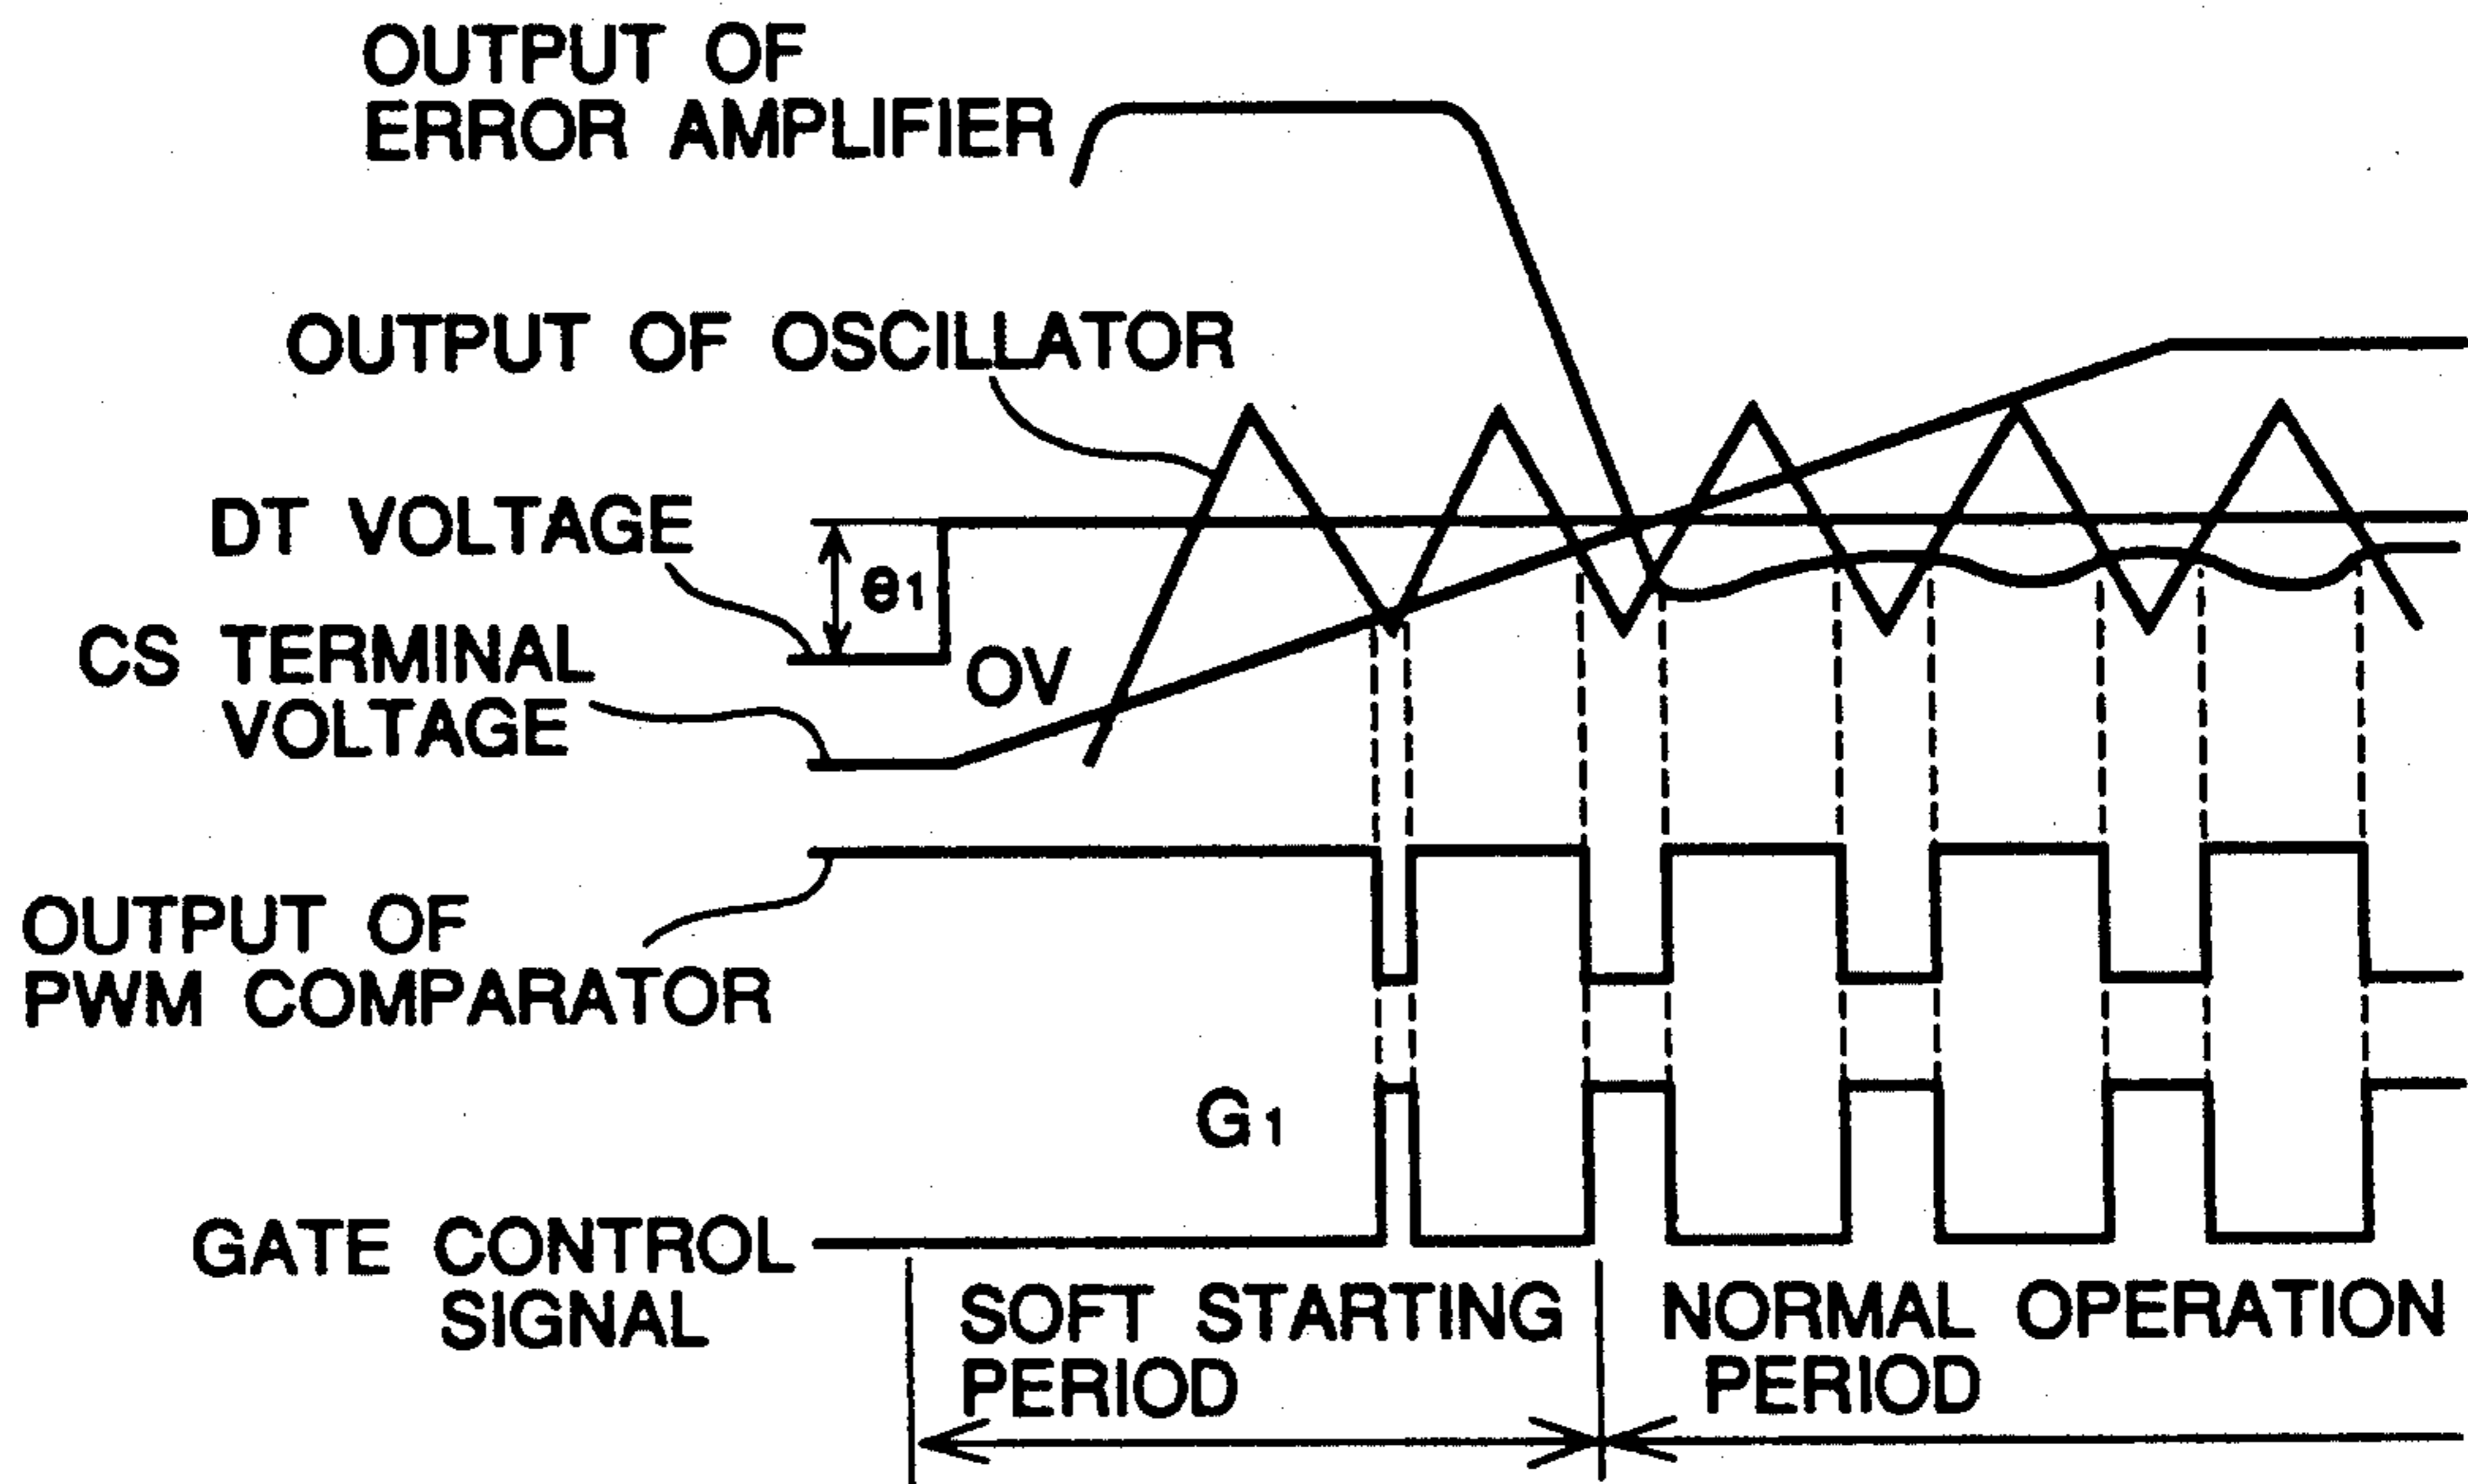 OUTPUT OF
ERROR AMPLIFIER
OUTPUT OF OSCILLATOR
DT VOLTAGE
e1
CS TERMINAL
VOLTAGE
OV
OUTPUT OF
PWM COMPARATOR
G1
GATE CONTROL
SIGNAL
SOFT STARTING
PERIOD
NORMAL OPERATION
PERIOD